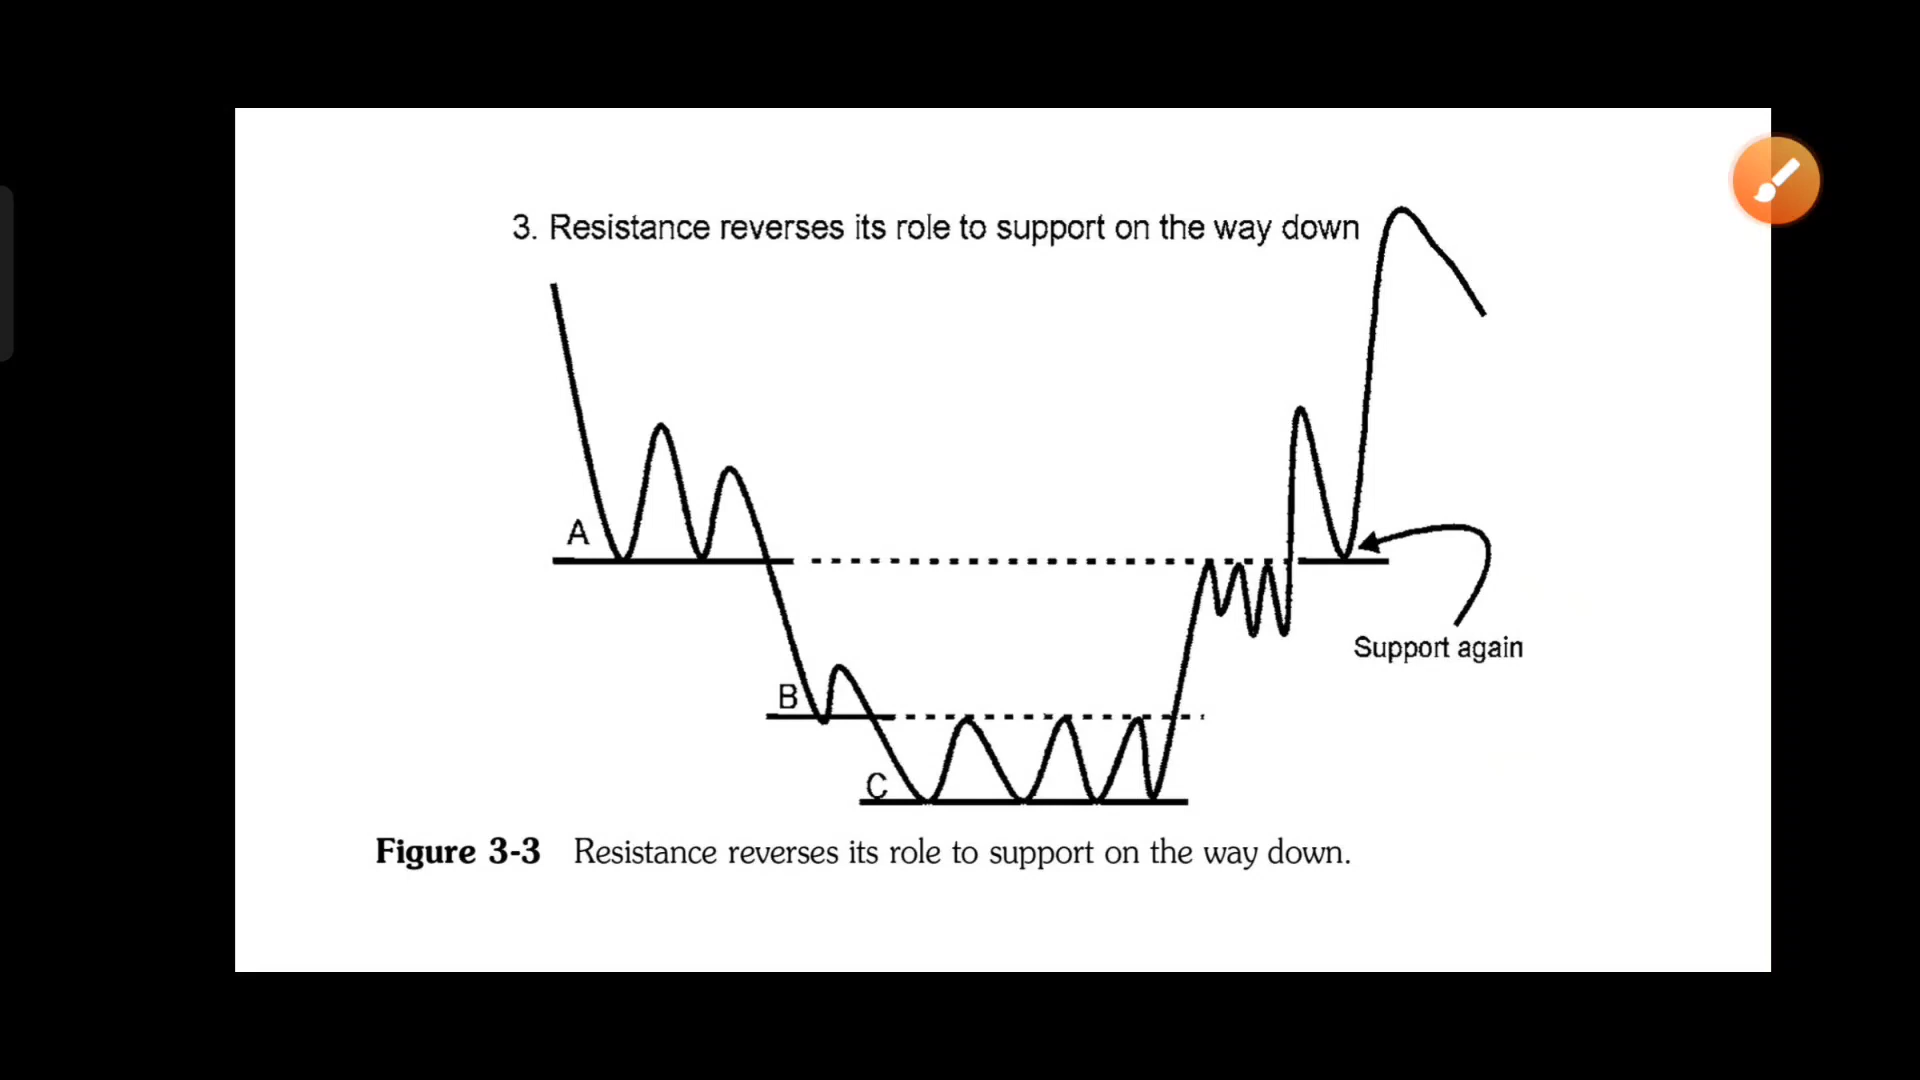 3. Resistance reverses its role to support on the way down
A
B
Support again
C
Figure 3-3 Resistance reverses its role to support on the way down.